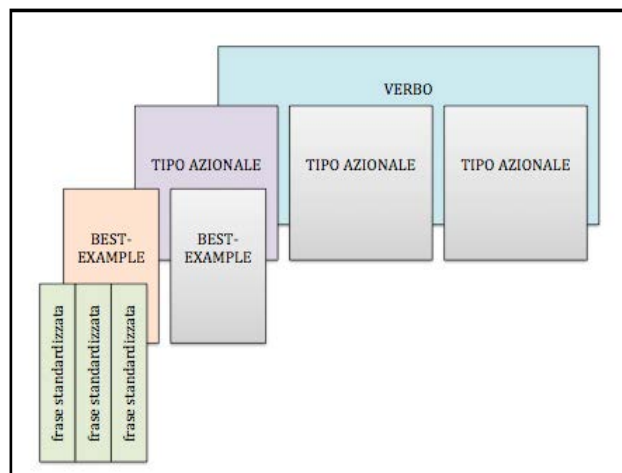 VERBO
TIPO AZIONALE
TIPO AZIONALE
TIPO AZIONALE
BEST-
EXAMPLE
BEST-
EXAMPLE
frase standardizzata
frase standardizzata
frase standardizzata